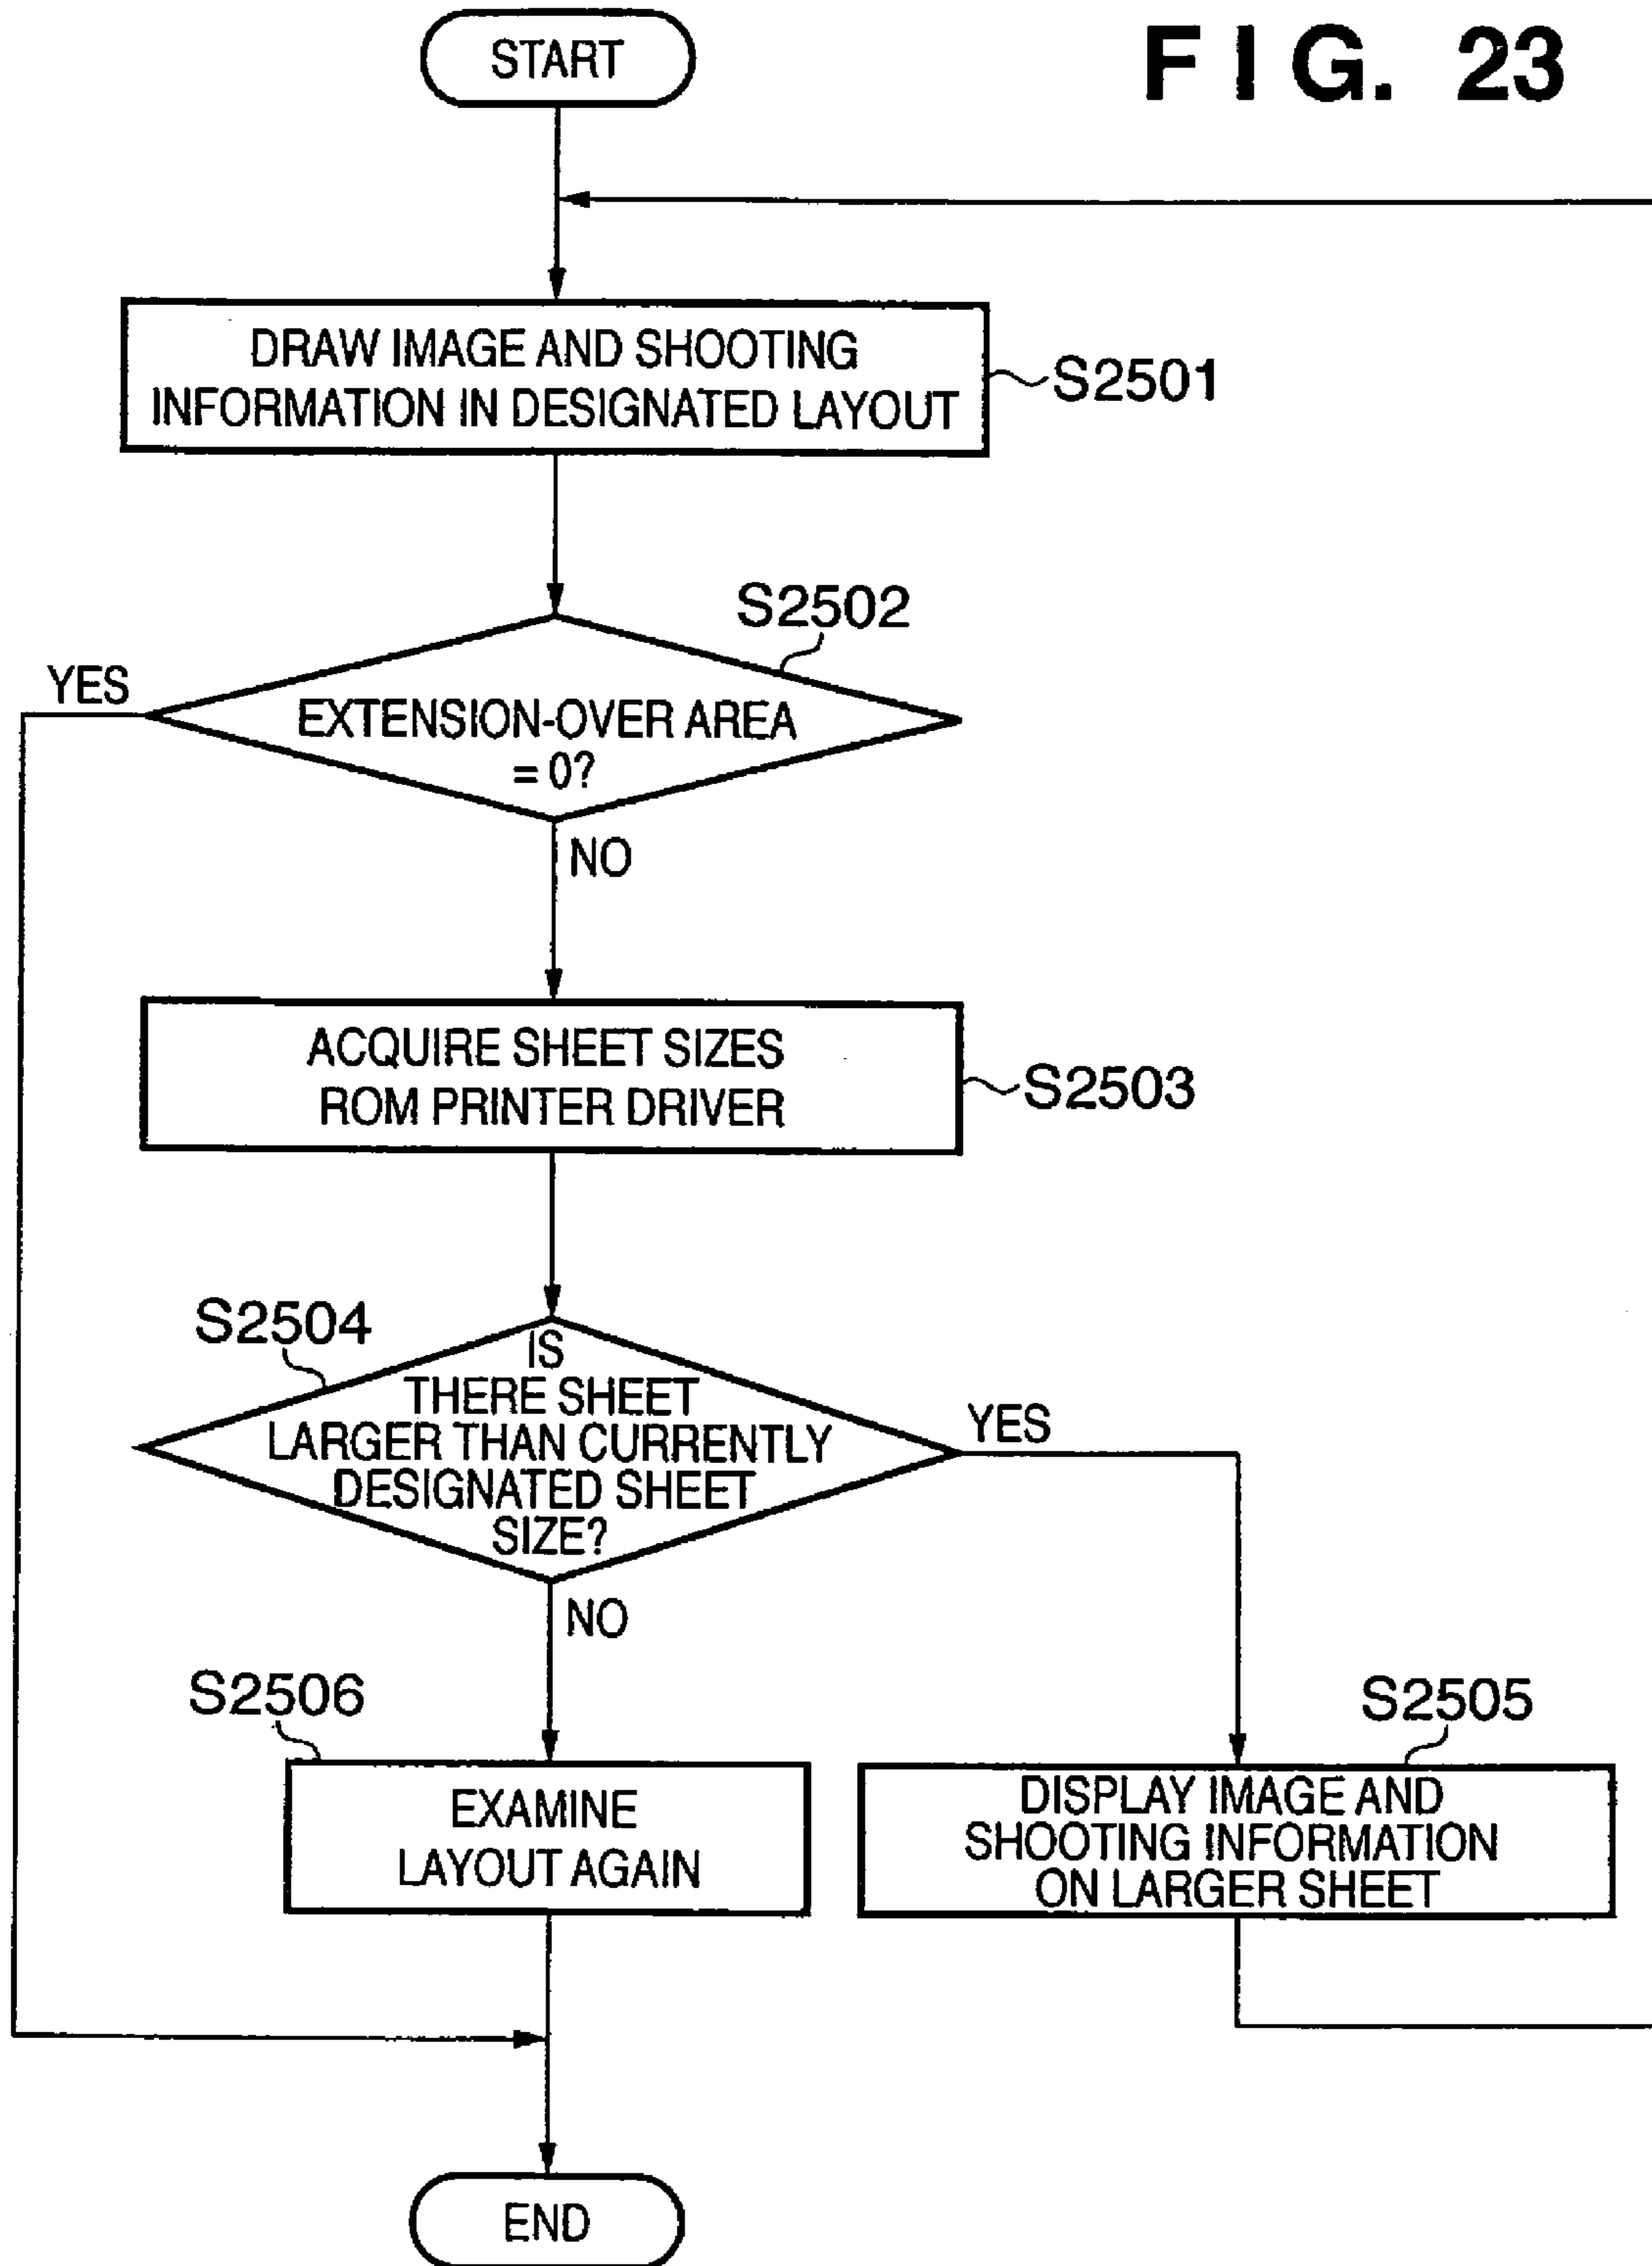 START
FIG. 23
DRAW IMAGE AND SHOOTING
INFORMATION IN DESIGNATED LAYOUT
S2501
S2502
YES
EXTENSION-OVER AREA
= 0?
NO
ACQUIRE SHEET SIZES
ROM PRINTER DRIVER
S2503
S2504
IS
THERE SHEET
LARGER THAN CURRENTLY
DESIGNATED SHEET
SIZE?
YES
NO
S2506
EXAMINE
LAYOUT AGAIN
S2505
DISPLAY IMAGE AND
SHOOTING INFORMATION
ON LARGER SHEET
END